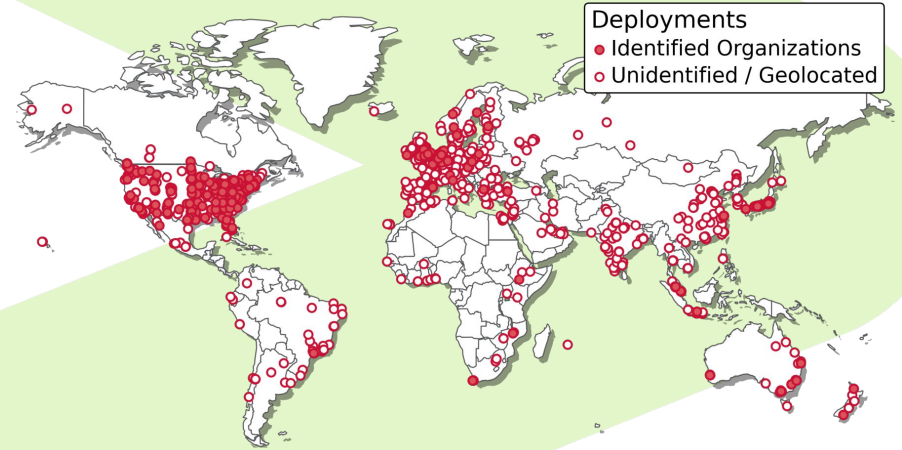 Deployments
Identified Organizations
Unidentified / Geolocated